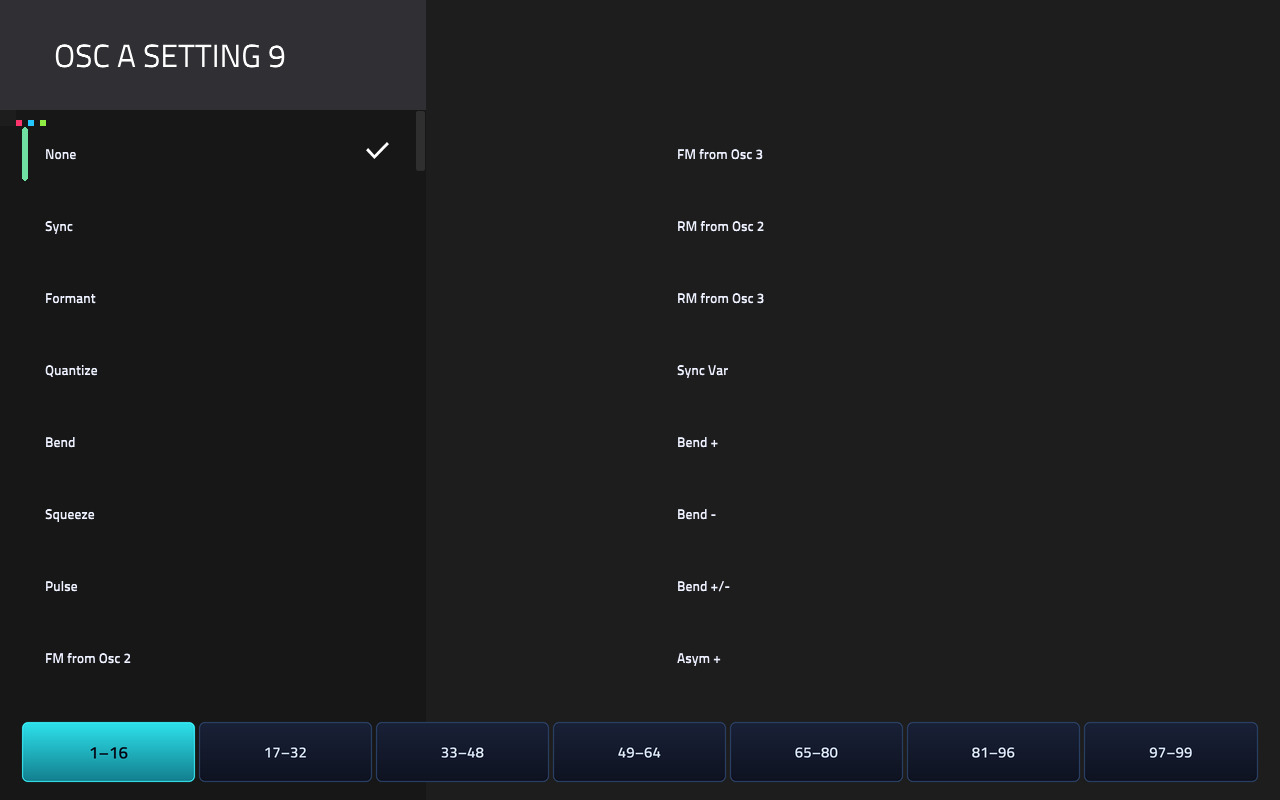 OSC A SETTING 9
None
Sync
Formant
Quantize
Bend
Squeeze
Pulse
FM from Osc 2
FM from Osc 3
RM from Osc 2
RM from Osc 3
Sync Var
Bend +
Bend -
Bend +/-
Asym +
1–16
17–32
33–48
49–64
65–80
81–96
97–99